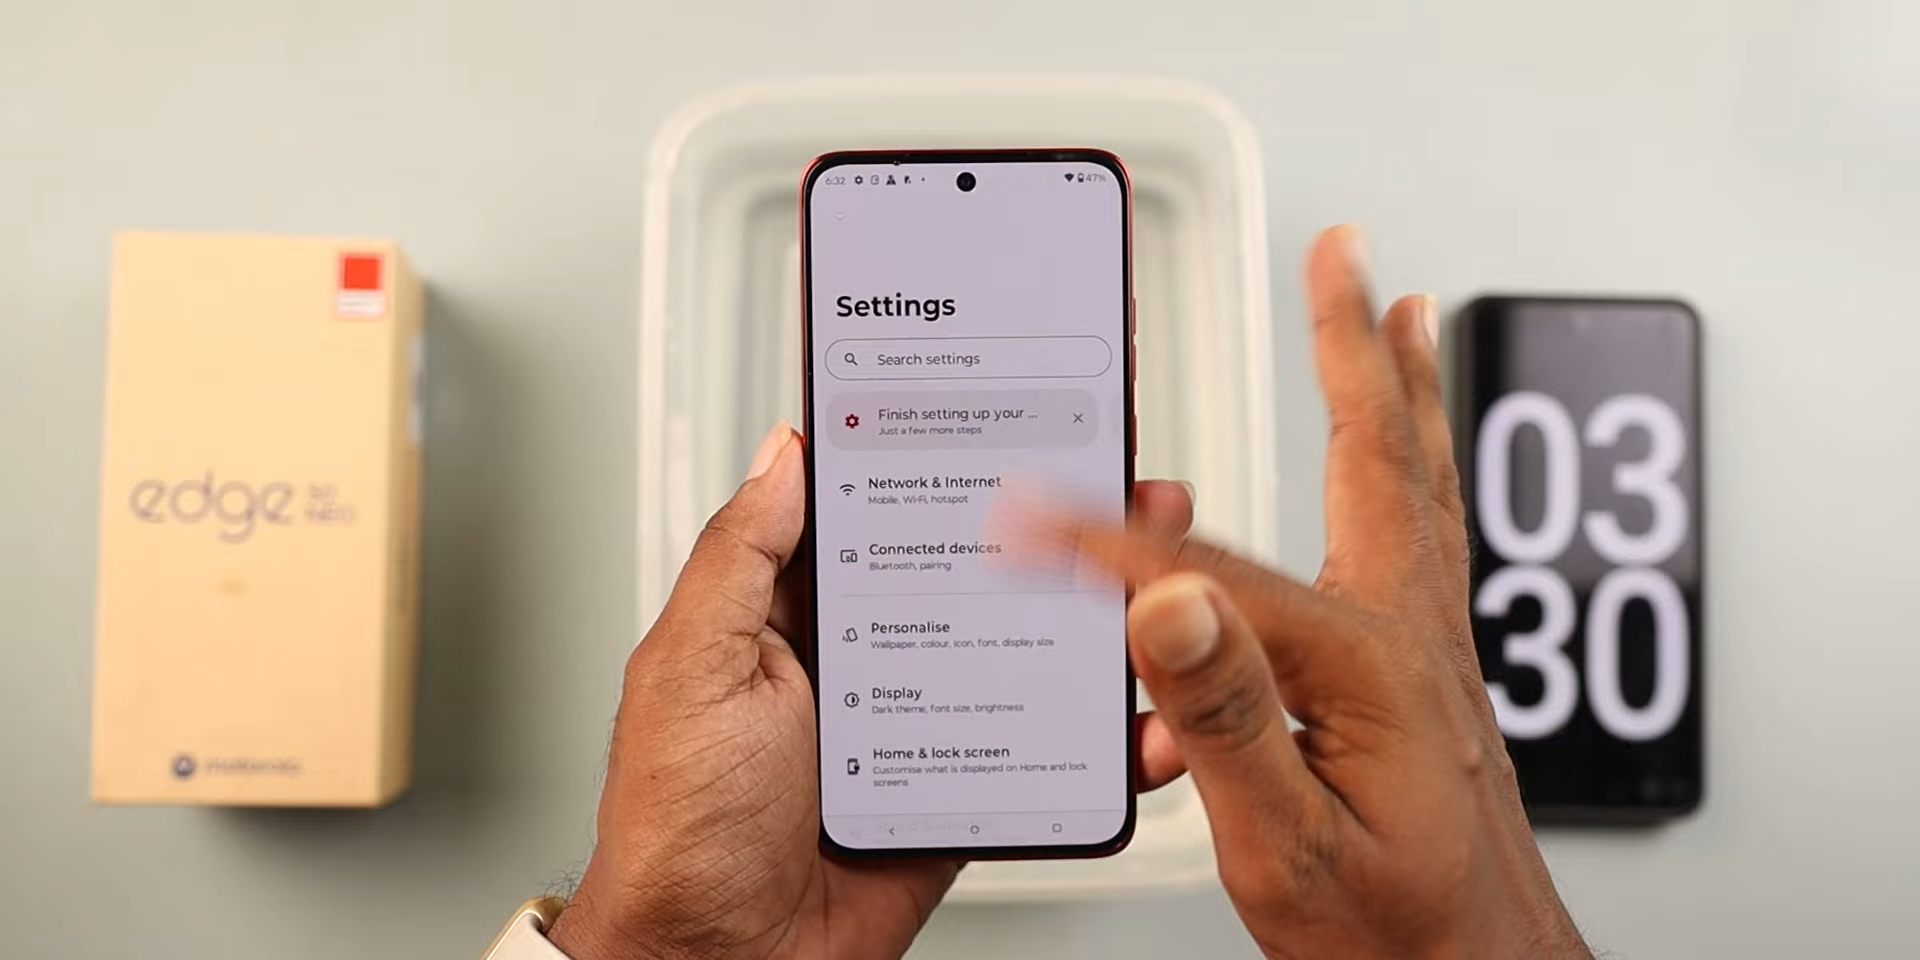 edge
6:32
47%
Settings
Search settings
Finish setting up your ...
Just a few more steps
Network & Internet
Mobile, Wi-Fi, hotspot
Connected devices
Bluetooth, pairing
Personalise
Wallpaper, colour, icon, font, display size
Display
Dark theme, font size, brightness
Home & lock screen
Customise what is displayed on Home and lock
screens
03
30